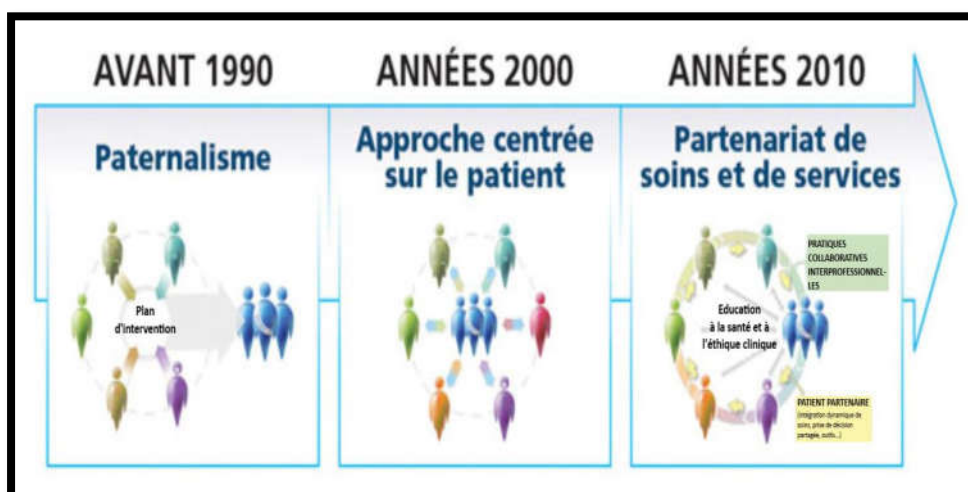 AVANT 1990
ANNÉES 2000
ANNÉES 2010
Paternalisme
Approche centrée
sur le patient
Partenariat de
soins et de services
Plan
d'intervention
PRATIQUES
COLLABORATIVES
INTERPROFESSIONNEL-
LES
Education
à la santé et à
l'éthique clinique
PATIENT PARTENAIRE
(Intégration dynamique de
soins, prise de décision
partagée, outils...)